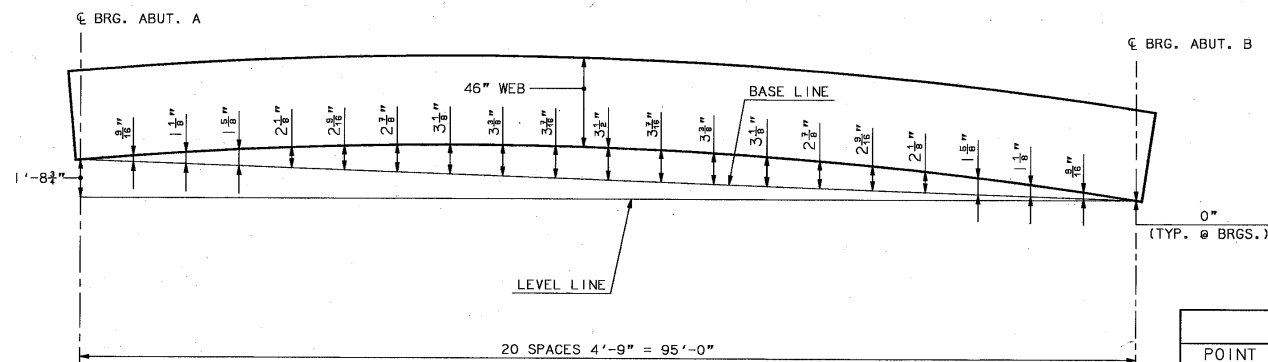 ℄ BRG. ABUT. A
℄ BRG. ABUT. B
46" WEB
BASE LINE
9/16"
1 1/8"
1 5/8"
2 1/8"
2 9/16"
2 7/8"
3 1/8"
3 3/8"
3 7/16"
3 1/2"
3 7/16"
3 3/8"
3 1/8"
2 7/8"
2 9/16"
2 1/8"
1 5/8"
1 1/8"
9/16"
1'-8 3/4"
0"
(TYP. @ BRGS.)
LEVEL LINE
20 SPACES 4'-9" = 95'-0"
POINT